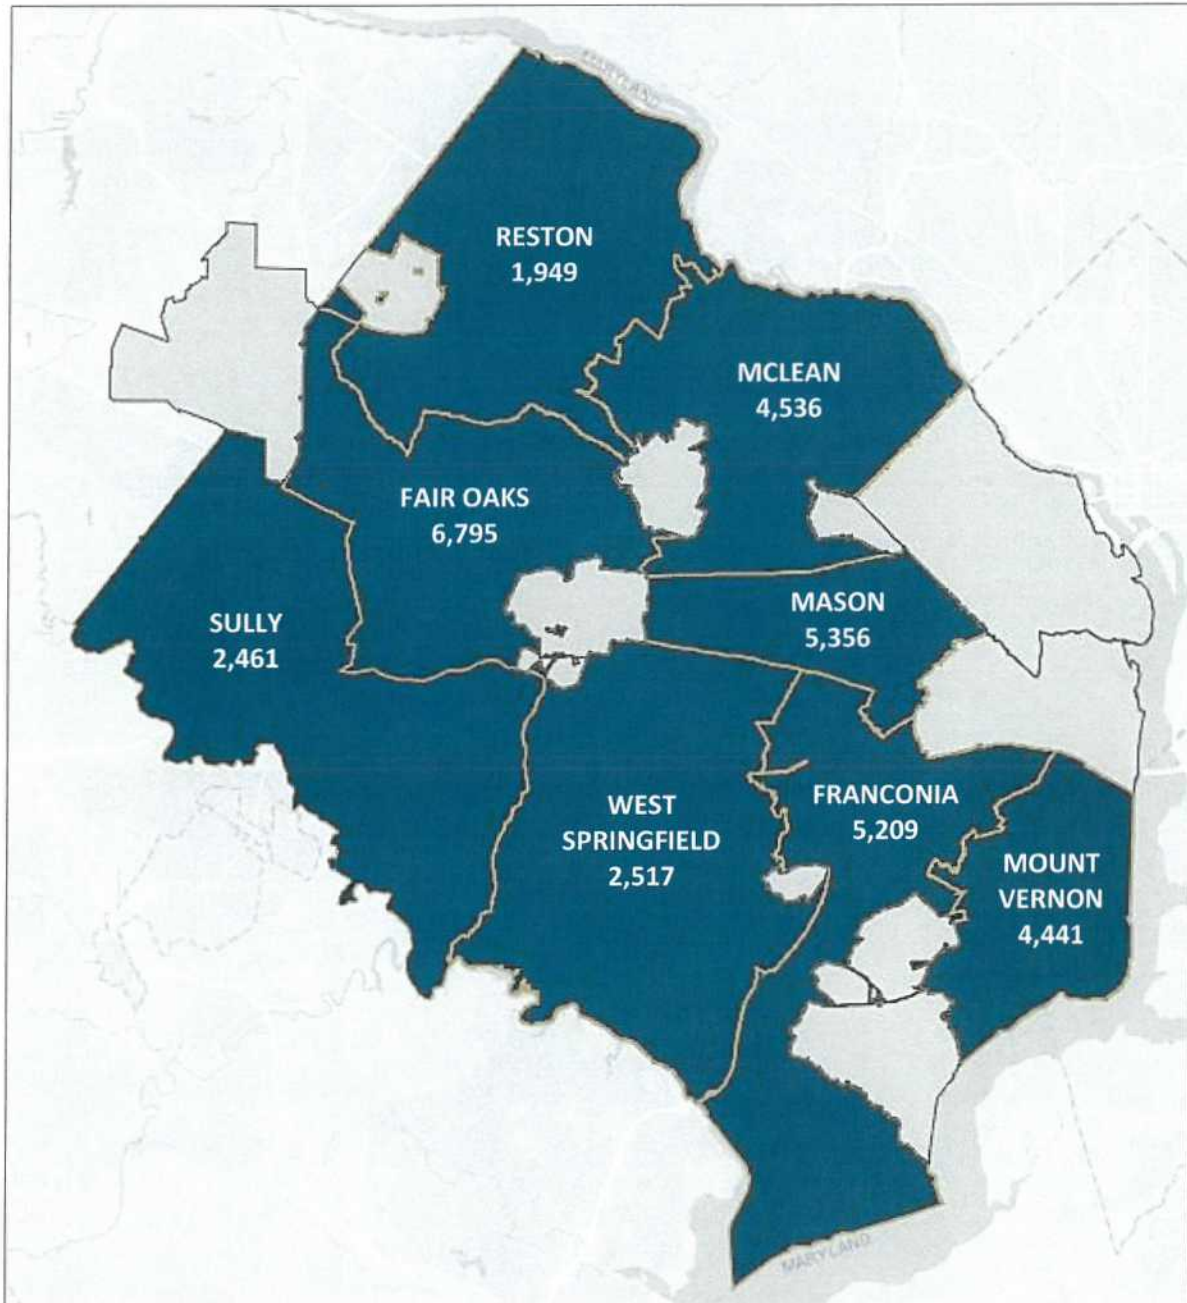 MARYLAND
RESTON
1,949
MCLEAN
4,536
FAIR OAKS
6,795
MASON
5,356
SULLY
2,461
WEST
SPRINGFIELD
2,517
FRANCONIA
5,209
MOUNT
VERNON
4,441
MARYLAND